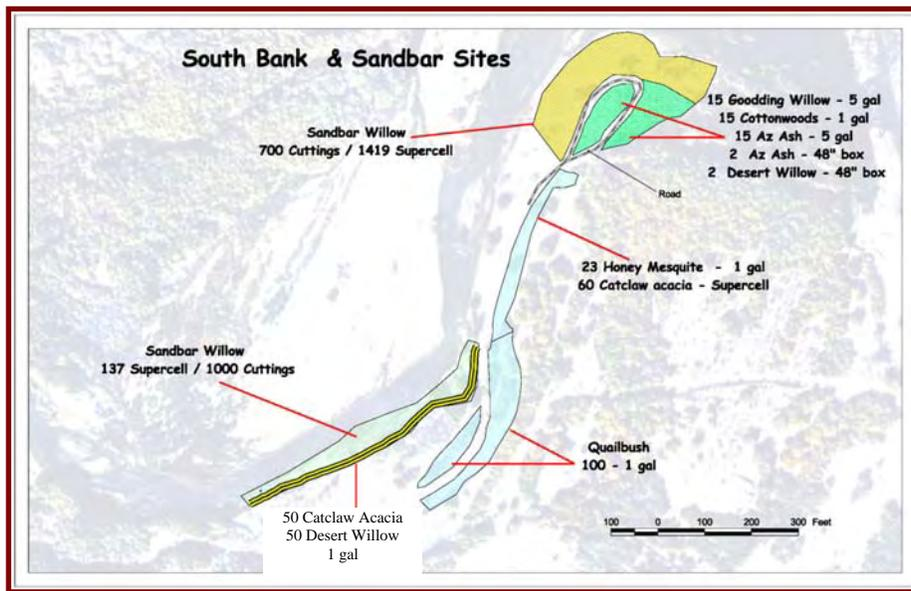 South Bank & Sandbar Sites
15 Goodding Willow - 5 gal
15 Cottonwoods - 1 gal
15 Az Ash - 5 gal
2 Az Ash - 48" box
2 Desert Willow - 48" box
Sandbar Willow
700 Cuttings / 1419 Supercell
Road
23 Honey Mesquite - 1 gal
60 Catclaw acacia - Supercell
Sandbar Willow
137 Supercell / 1000 Cuttings
Quailbush
100 - 1 gal
50 Catclaw Acacia
50 Desert Willow
1 gal
100 0 100 200 300 Feet